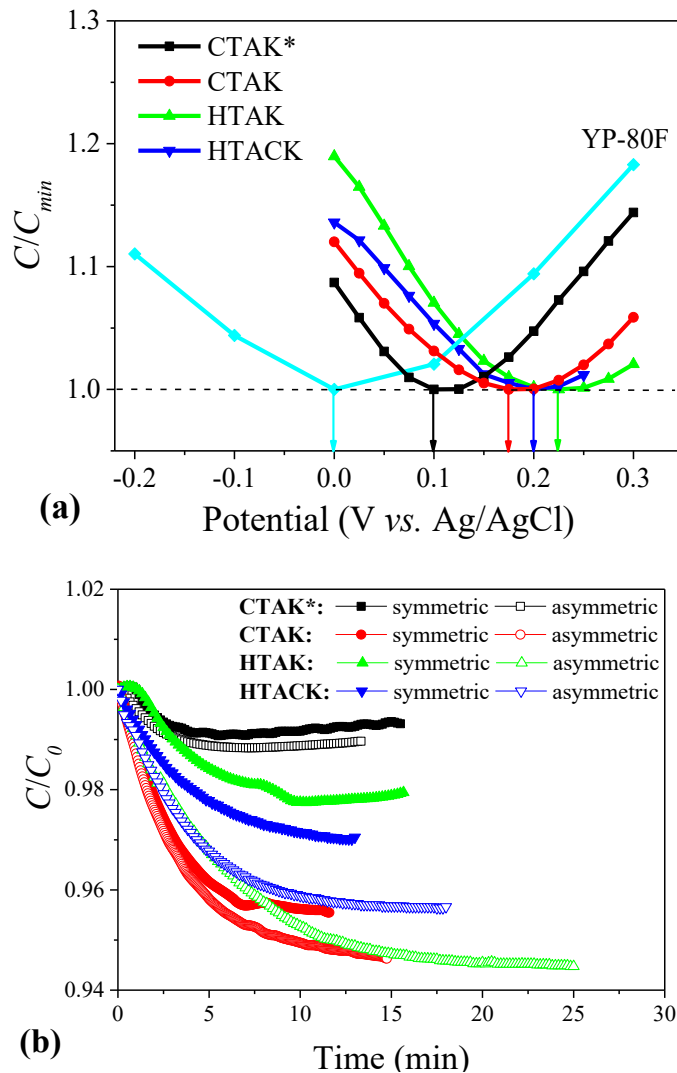 1.3
CTAK*
CTAK
HTAK
HTACK
YP-80F
1.2
C/Cmin
1.1
1.0
-0.2 -0.1 0.0 0.1 0.2 0.3
(a) Potential (V vs. Ag/AgCl)
1.02
CTAK*: symmetric asymmetric
CTAK: symmetric asymmetric
HTAK: symmetric asymmetric
HTACK: symmetric asymmetric
1.00
C/C0
0.98
0.96
0.94
0 5 10 15 20 25 30
(b) Time (min)